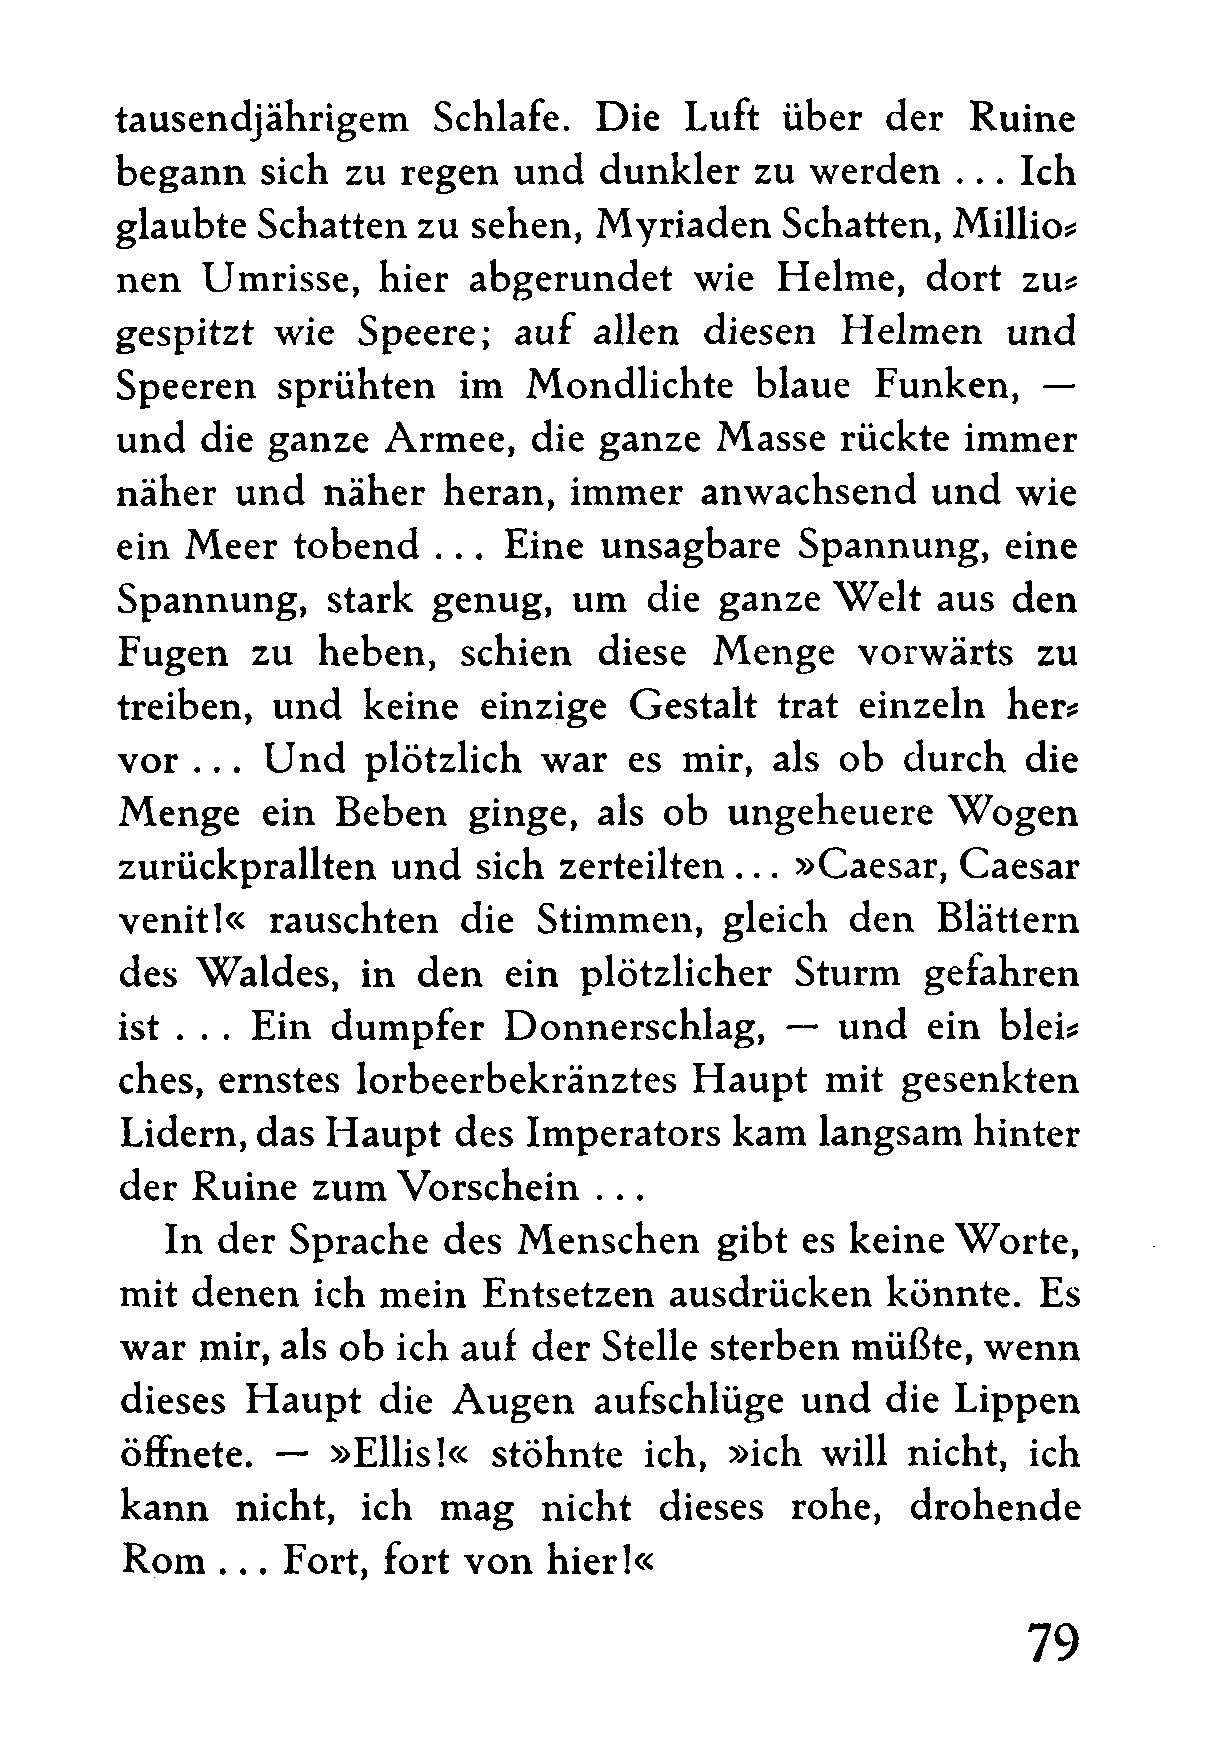 tausendjährigem Schlafe. Die Luft über der Ruine
begann sich zu regen und dunkler zu werden ... Ich
glaubte Schatten zu sehen, Myriaden Schatten, Millio⸗
nen Umrisse, hier abgerundet wie Helme, dort zu⸗
gespitzt wie Speere; auf allen diesen Helmen und
Speeren sprühten im Mondlichte blaue Funken, —
und die ganze Armee, die ganze Masse rückte immer
näher und näher heran, immer anwachsend und wie
ein Meer tobend ... Eine unsagbare Spannung, eine
Spannung, stark genug, um die ganze Welt aus den
Fugen zu heben, schien diese Menge vorwärts zu
treiben, und keine einzige Gestalt trat einzeln her⸗
vor ... Und plötzlich war es mir, als ob durch die
Menge ein Beben ginge, als ob ungeheuere Wogen
zurückprallten und sich zerteilten ... »Caesar, Caesar
venit!« rauschten die Stimmen, gleich den Blättern
des Waldes, in den ein plötzlicher Sturm gefahren
ist ... Ein dumpfer Donnerschlag, — und ein blei⸗
ches, ernstes lorbeerbekränztes Haupt mit gesenkten
Lidern, das Haupt des Imperators kam langsam hinter
der Ruine zum Vorschein ...
In der Sprache des Menschen gibt es keine Worte,
mit denen ich mein Entsetzen ausdrücken könnte. Es
war mir, als ob ich auf der Stelle sterben müßte, wenn
dieses Haupt die Augen aufschlüge und die Lippen
öffnete. — »Ellis!« stöhnte ich, »ich will nicht, ich
kann nicht, ich mag nicht dieses rohe, drohende
Rom ... Fort, fort von hier!«
79